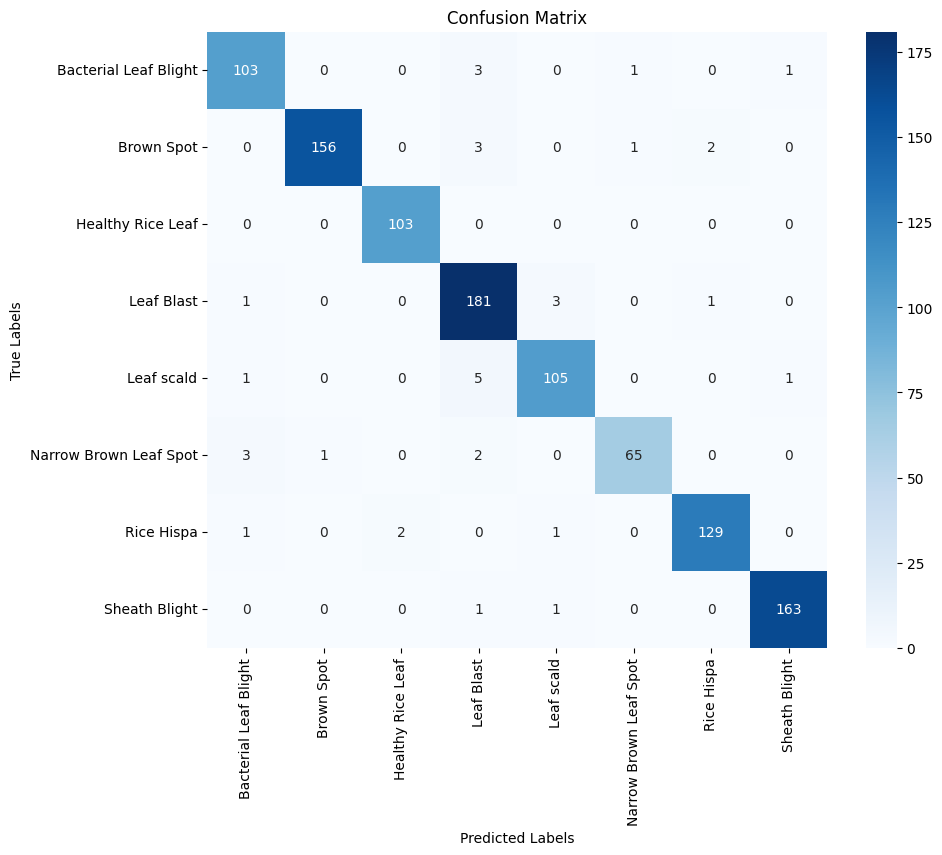 Confusion Matrix
True Labels
Bacterial Leaf Blight 103 0 0 3 0 1 0 1
Brown Spot 0 156 0 3 0 1 2 0
Healthy Rice Leaf 0 0 103 0 0 0 0 0
Leaf Blast 1 0 0 181 3 0 1 0
Leaf scald 1 0 0 5 105 0 0 1
Narrow Brown Leaf Spot 3 1 0 2 0 65 0 0
Rice Hispa 1 0 2 0 1 0 129 0
Sheath Blight 0 0 0 1 1 0 0 163
Bacterial Leaf Blight
Brown Spot
Healthy Rice Leaf
Leaf Blast
Leaf scald
Narrow Brown Leaf Spot
Rice Hispa
Sheath Blight
Predicted Labels
175
150
125
100
75
50
25
0